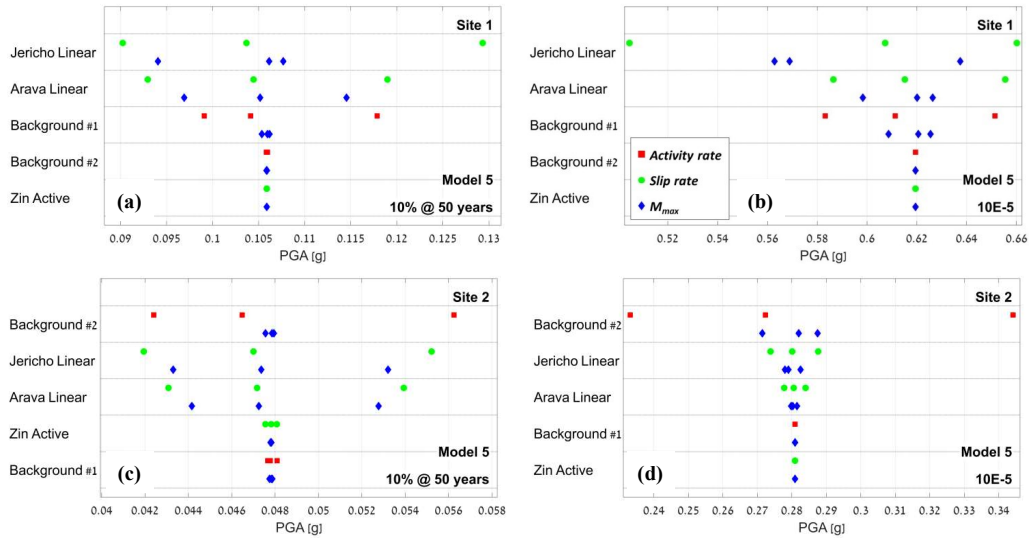 Site 1
Jericho Linear
Arava Linear
Background #1
Background #2
Zin Active
(a)
Model 5
10% @ 50 years
0.09 0.095 0.1 0.105 0.11 0.115 0.12 0.125 0.13
PGA [g]
Site 1
Jericho Linear
Arava Linear
Background #1
Background #2
Zin Active
Activity rate
Slip rate
Mmax
(b)
Model 5
10E-5
0.52 0.54 0.56 0.58 0.6 0.62 0.64 0.66
PGA [g]
Site 2
Background #2
Jericho Linear
Arava Linear
Zin Active
Background #1
(c)
Model 5
10% @ 50 years
0.04 0.042 0.044 0.046 0.048 0.05 0.052 0.054 0.056 0.058
PGA [g]
Site 2
Background #2
Jericho Linear
Arava Linear
Background #1
Zin Active
(d)
Model 5
10E-5
0.24 0.25 0.26 0.27 0.28 0.29 0.3 0.31 0.32 0.33 0.34
PGA [g]